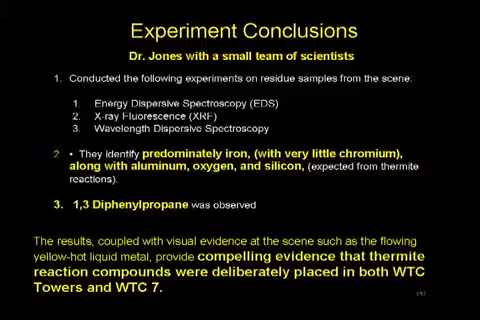 Experiment Conclusions
Dr. Jones with a small team of scientists
1. Conducted the following experiments on residue samples from the scene:
1. Energy Dispersive Spectroscopy (EDS)
2. X-ray Fluorescence (XRF)
3. Wavelength Dispersive Spectroscopy
2. • They identify predominately iron, (with very little chromium),
along with aluminum, oxygen, and silicon, (expected from thermite
reactions).
3. 1,3 Diphenylpropane was observed
The results, coupled with visual evidence at the scene such as the flowing
yellow-hot liquid metal, provide compelling evidence that thermite
reaction compounds were deliberately placed in both WTC
Towers and WTC 7.